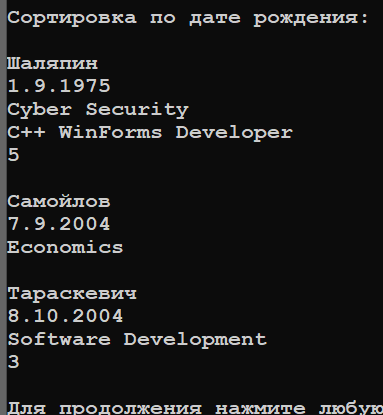 Сортировка по дате рождения:
Шаляпин
1.9.1975
Cyber Security
C++ WinForms Developer
5
Самойлов
7.9.2004
Economics
Тараскевич
8.10.2004
Software Development
3
Для продолжения нажмите любую